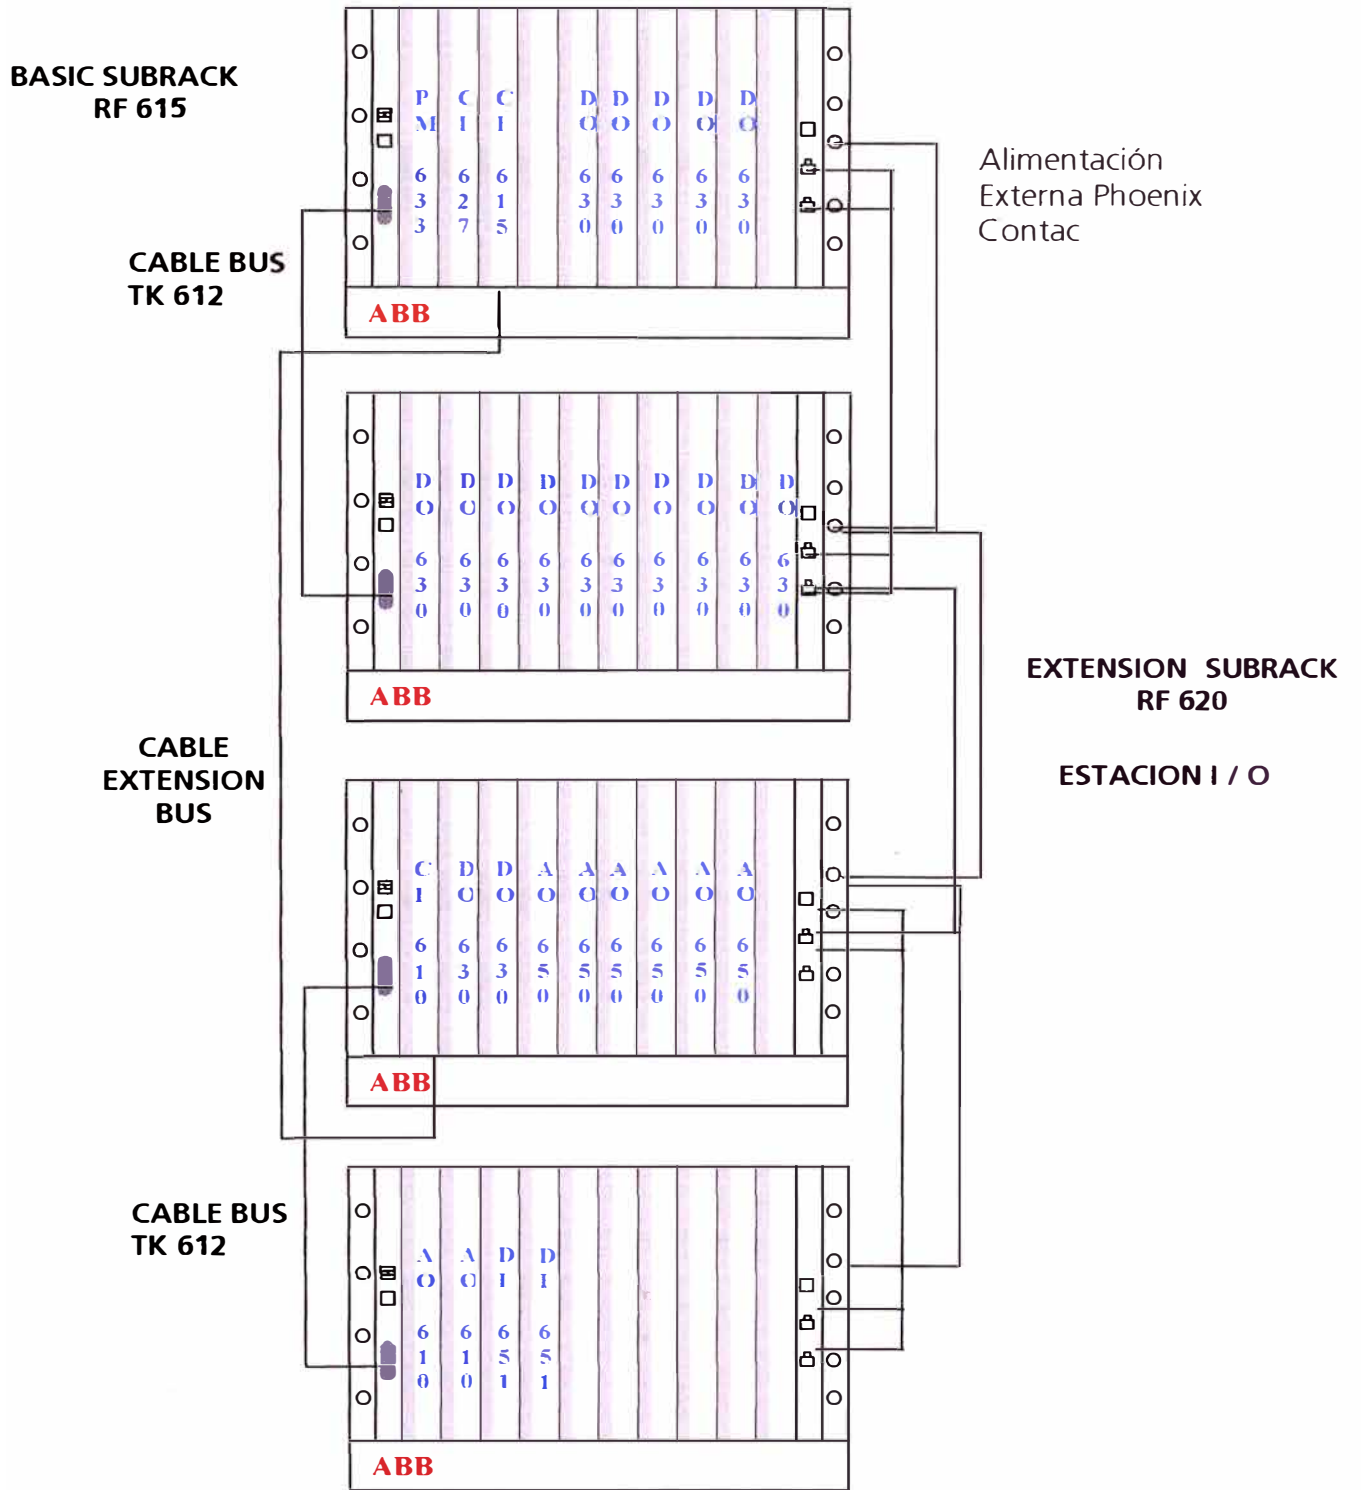 BASIC SUBRACK
RF 615
PM 633
CI 627
CI 615
DO 630
DO 630
DO 630
DO 630
DO 630
Alimentación
Externa Phoenix
Contac
CABLE BUS
TK 612
ABB
DO 630
DO 630
DO 630
DO 630
DO 630
DO 630
DO 630
DO 630
DO 630
ABB
EXTENSION SUBRACK
RF 620
ESTACION I / O
CABLE
EXTENSION
BUS
CI 610
DO 630
DO 630
AO 650
AO 650
AO 650
AO 650
AO 650
AO 650
ABB
CABLE BUS
TK 612
AO 610
AO 610
DI 651
DI 651
ABB